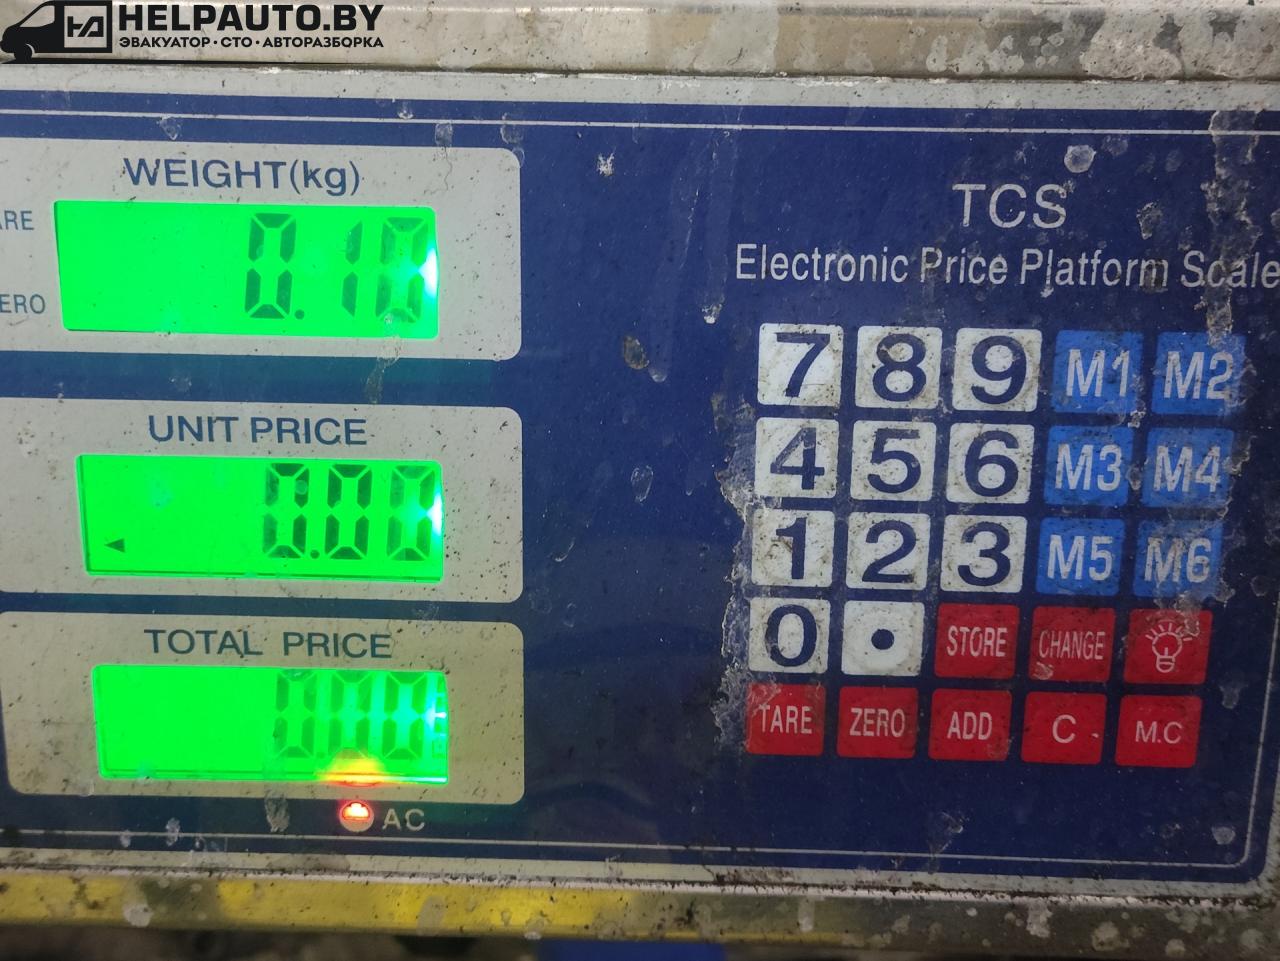 HELPAUTO.BY
ЭВАКУАТОР · СТО · АВТОРАЗБОРКА
WEIGHT(kg)
0.10
UNIT PRICE
0.00
TOTAL PRICE
0.00
AC
TCS
Electronic Price Platform Scale
7 8 9 M1 M2
4 5 6 M3 M4
1 2 3 M5 M6
0 . STORE CHANGE
TARE ZERO ADD C M.C